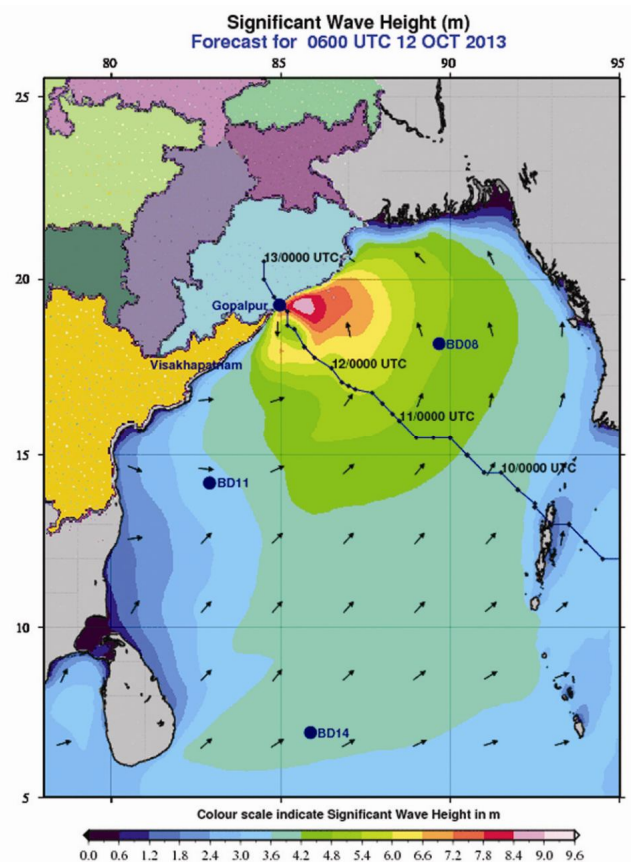 Significant Wave Height (m)
Forecast for 0600 UTC 12 OCT 2013
80 85 90 95
25
20
15
10
5
13/0000 UTC
Gopalpur
BD08
Visakhapatnam
12/0000 UTC
11/0000 UTC
10/0000 UTC
BD11
BD14
Colour scale indicate Significant Wave Height in m
0.0 0.6 1.2 1.8 2.4 3.0 3.6 4.2 4.8 5.4 6.0 6.6 7.2 7.8 8.4 9.0 9.6